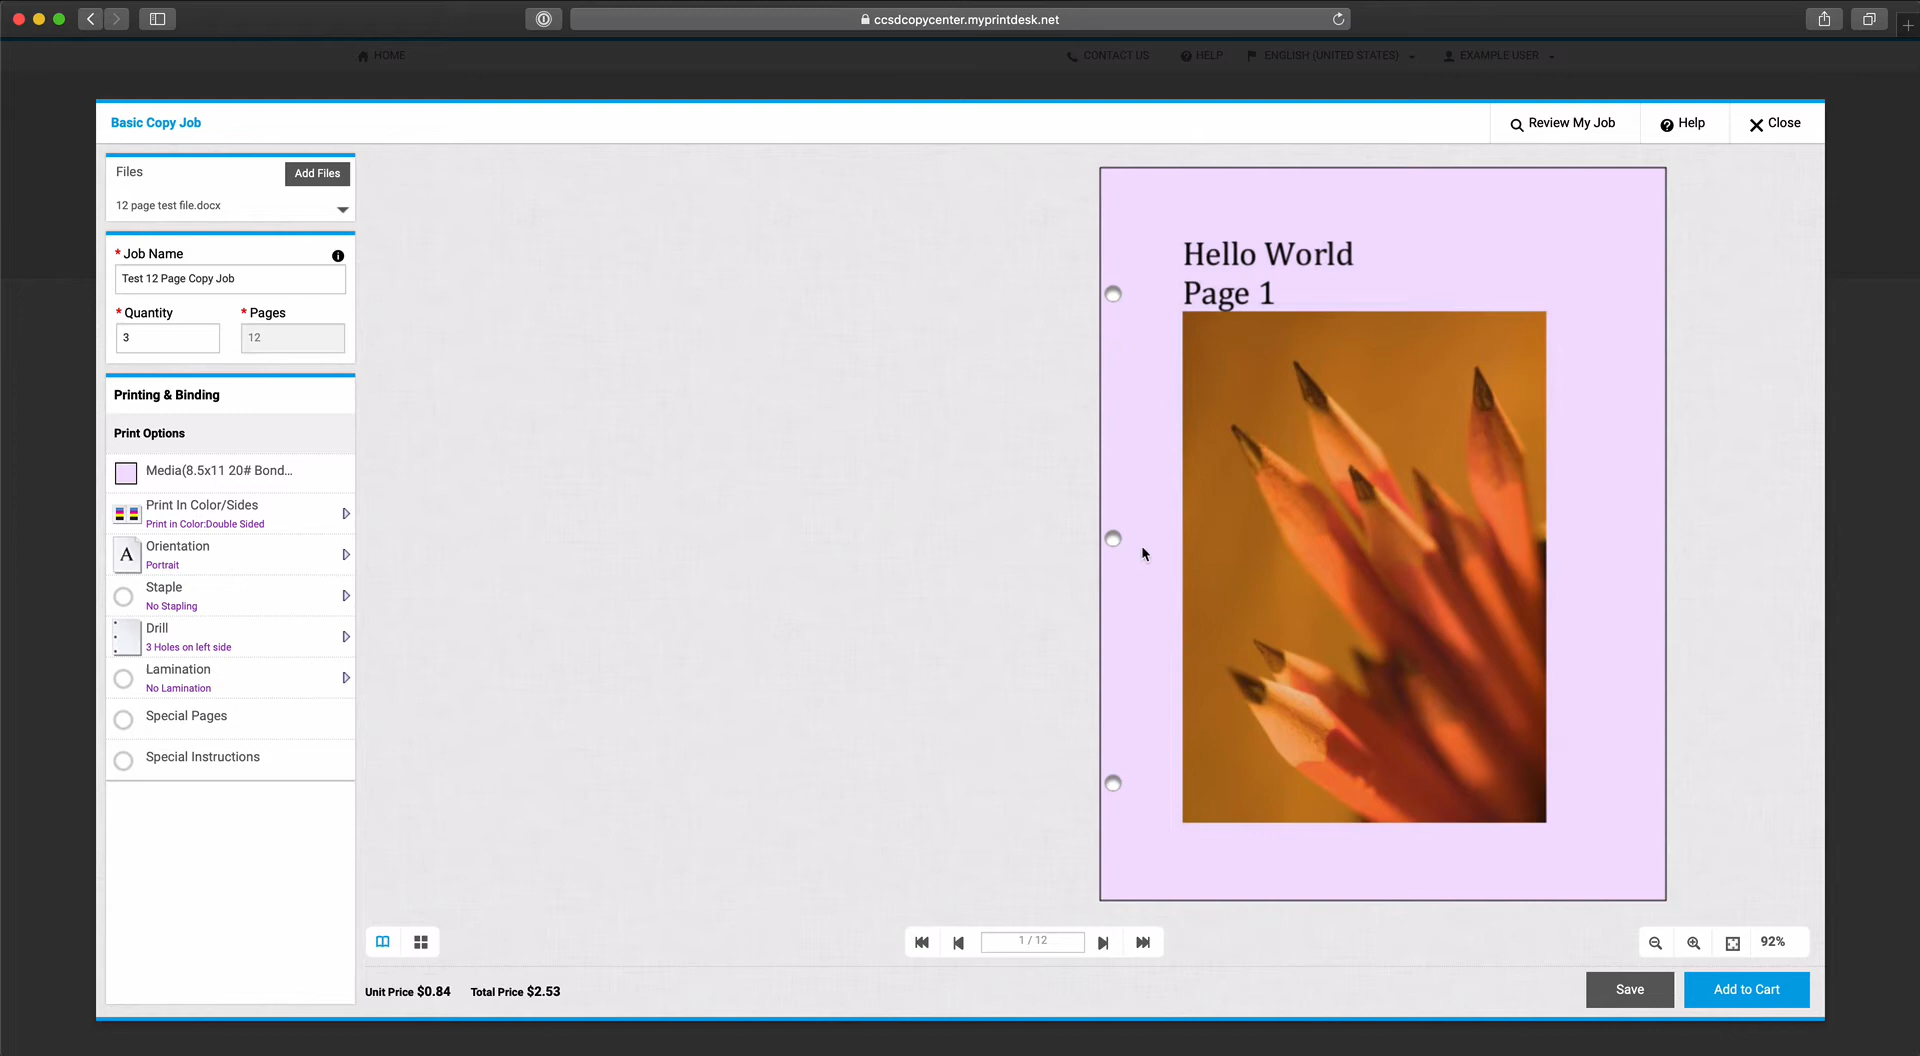 ccsdcopycenter.myprintdesk.net
HOME
CONTACT US
HELP
ENGLISH (UNITED STATES)
EXAMPLE USER
Basic Copy Job
Review My Job
Help
Close
Files
Add Files
12 page test file.docx
* Job Name
Test 12 Page Copy Job
* Quantity
* Pages
3
12
Printing & Binding
Print Options
Media(8.5x11 20# Bond...
Print In Color/Sides
Print in Color:Double Sided
A
Orientation
Portrait
Staple
No Stapling
Drill
3 Holes on left side
Lamination
No Lamination
Special Pages
Special Instructions
Hello World
Page 1
1 / 12
92%
Unit Price $0.84
Total Price $2.53
Save
Add to Cart